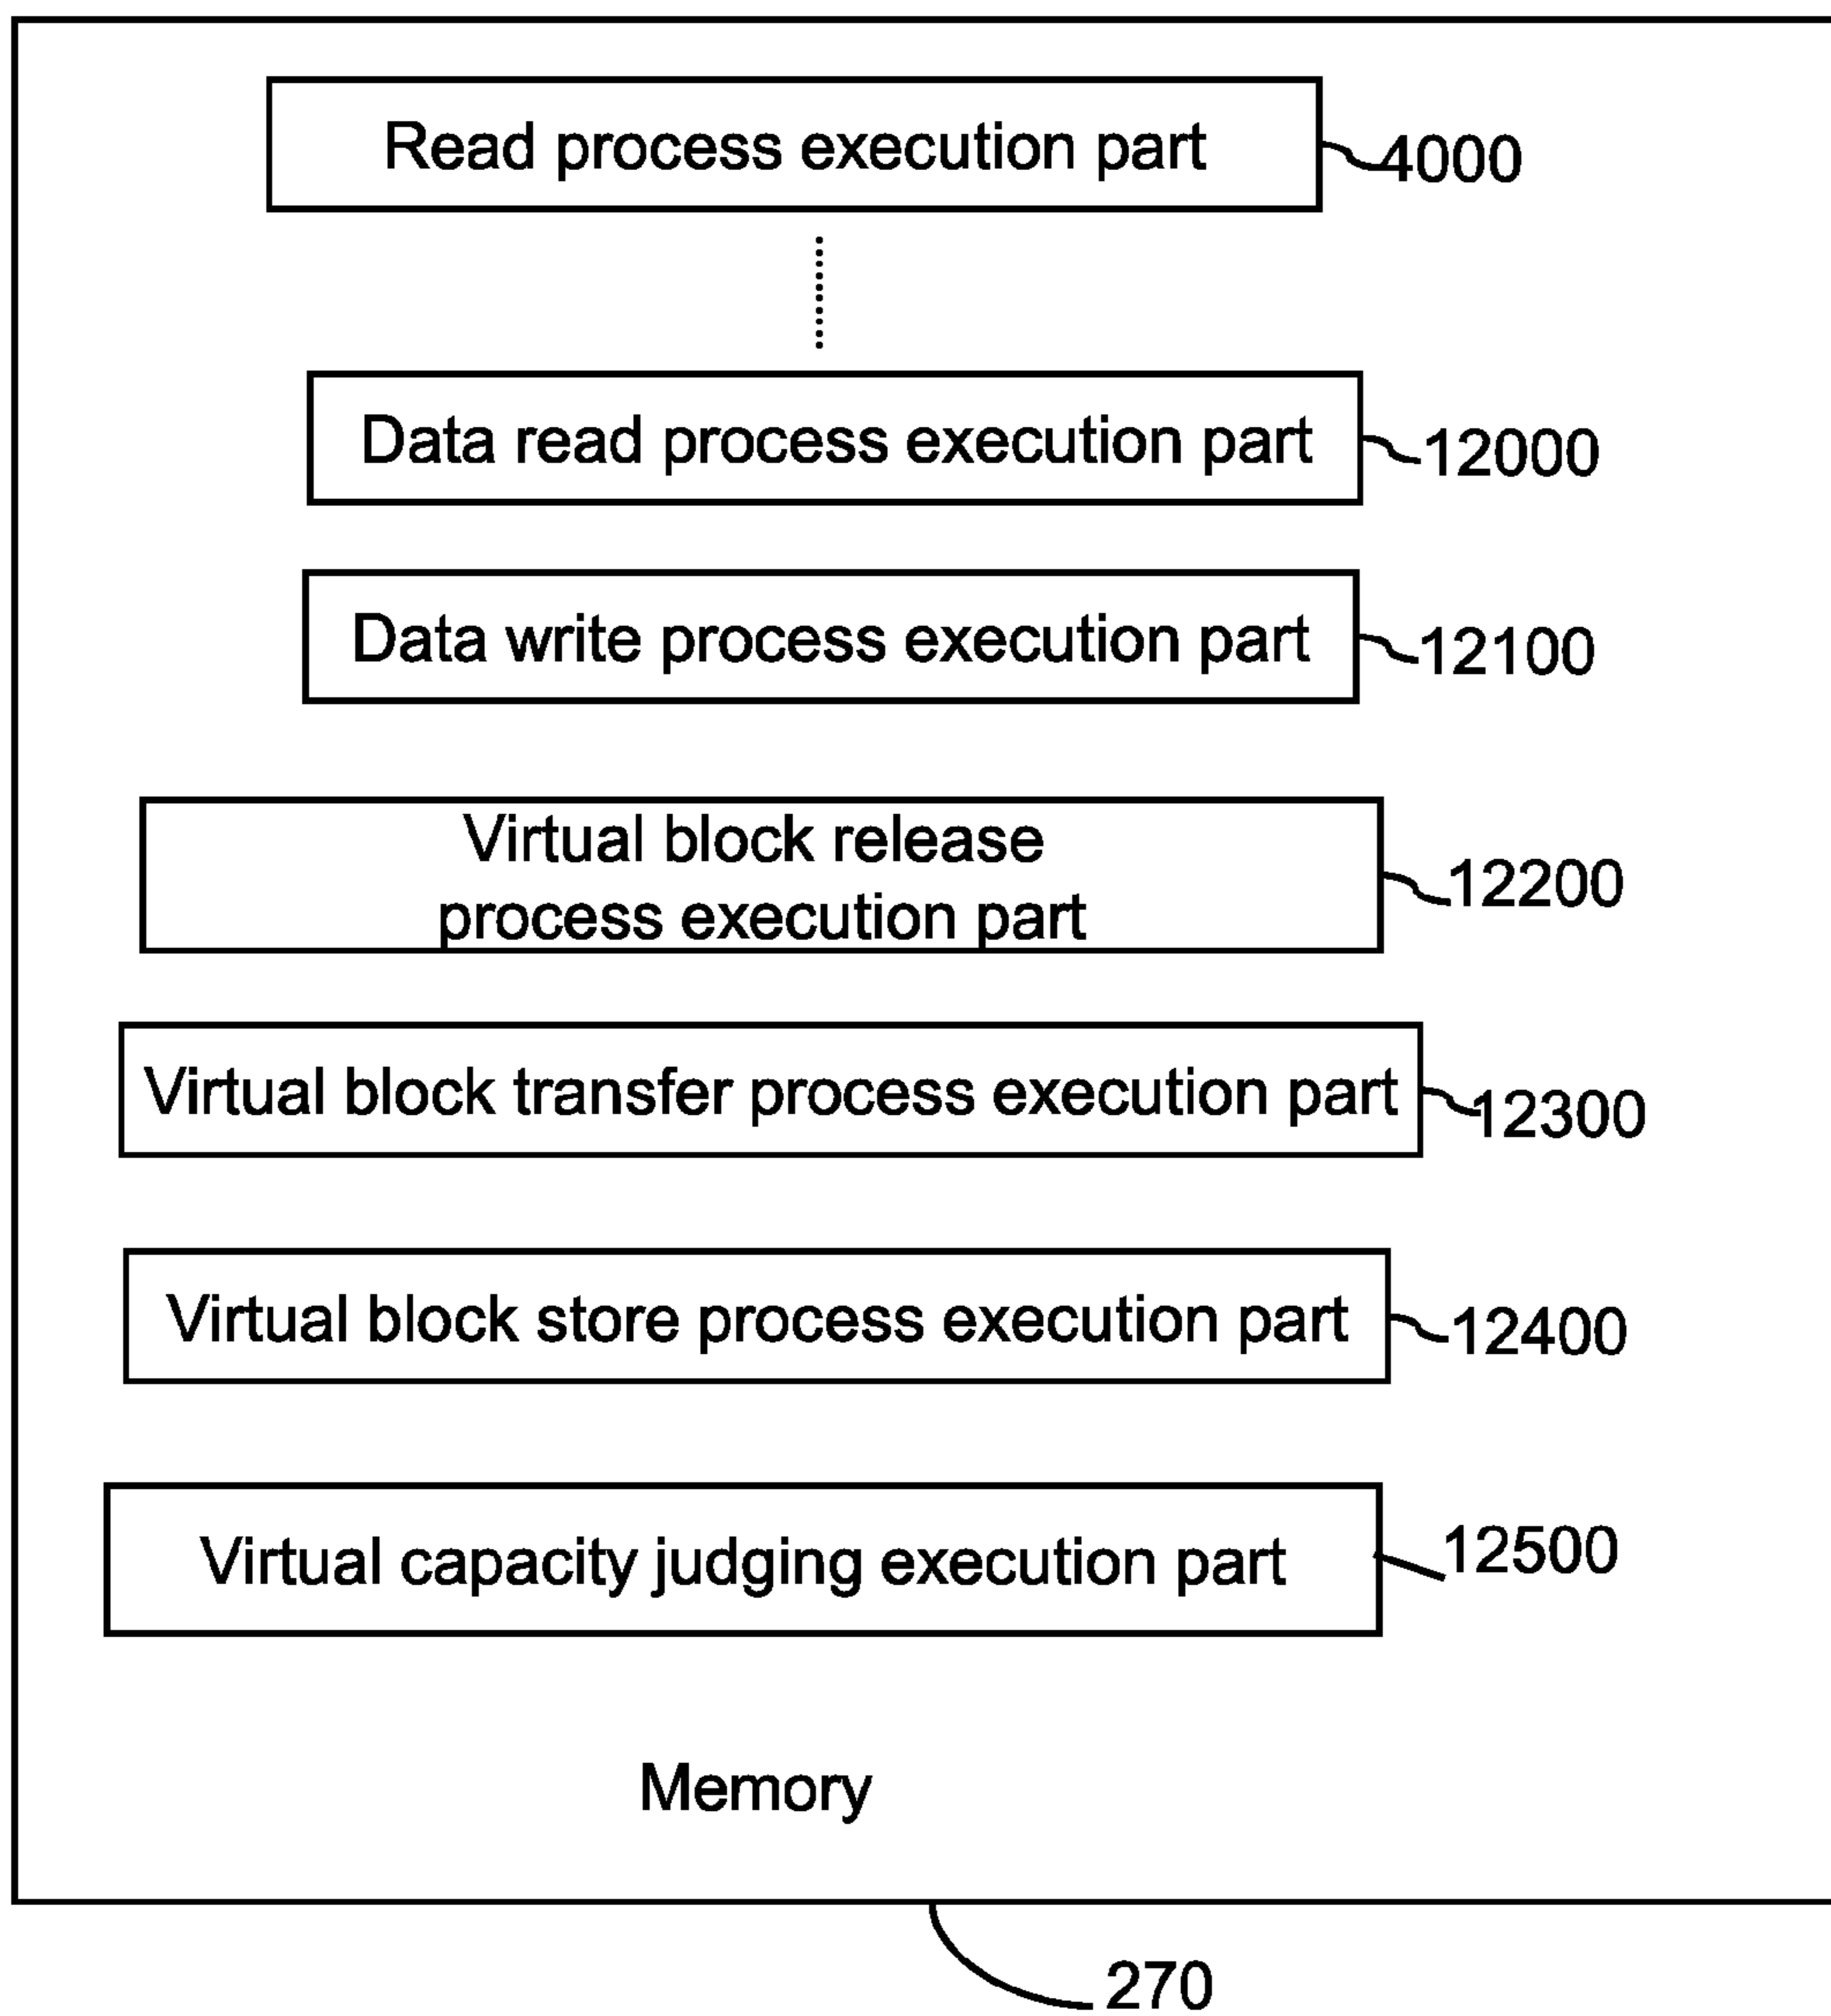 Read process execution part
4000
Data read process execution part
12000
Data write process execution part
12100
Virtual block release
process execution part
12200
Virtual block transfer process execution part
12300
Virtual block store process execution part
12400
Virtual capacity judging execution part
12500
Memory
270